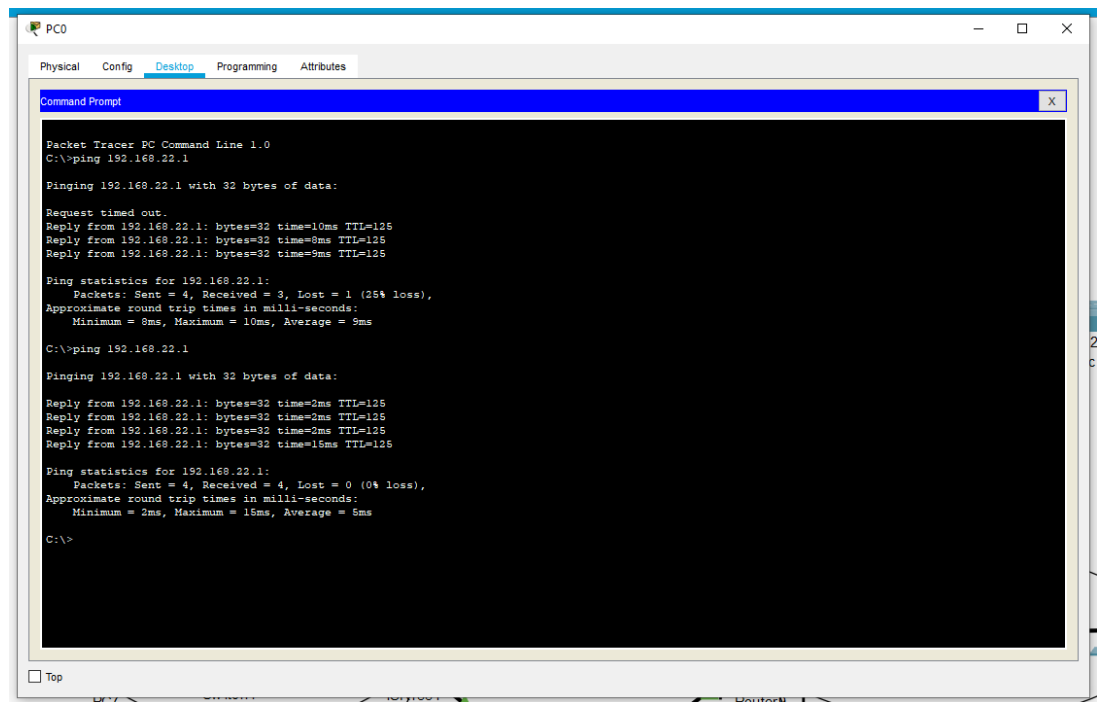 PC0
Physical Config Desktop Programming Attributes
Command Prompt X
Packet Tracer PC Command Line 1.0
C:\>ping 192.168.22.1
Pinging 192.168.22.1 with 32 bytes of data:
Request timed out.
Reply from 192.168.22.1: bytes=32 time=10ms TTL=125
Reply from 192.168.22.1: bytes=32 time=8ms TTL=125
Reply from 192.168.22.1: bytes=32 time=9ms TTL=125
Ping statistics for 192.168.22.1:
Packets: Sent = 4, Received = 3, Lost = 1 (25% loss),
Approximate round trip times in milli-seconds:
Minimum = 8ms, Maximum = 10ms, Average = 9ms
C:\>ping 192.168.22.1
Pinging 192.168.22.1 with 32 bytes of data:
Reply from 192.168.22.1: bytes=32 time=2ms TTL=125
Reply from 192.168.22.1: bytes=32 time=2ms TTL=125
Reply from 192.168.22.1: bytes=32 time=2ms TTL=125
Reply from 192.168.22.1: bytes=32 time=15ms TTL=125
Ping statistics for 192.168.22.1:
Packets: Sent = 4, Received = 4, Lost = 0 (0% loss),
Approximate round trip times in milli-seconds:
Minimum = 2ms, Maximum = 15ms, Average = 5ms
C:\>
Top